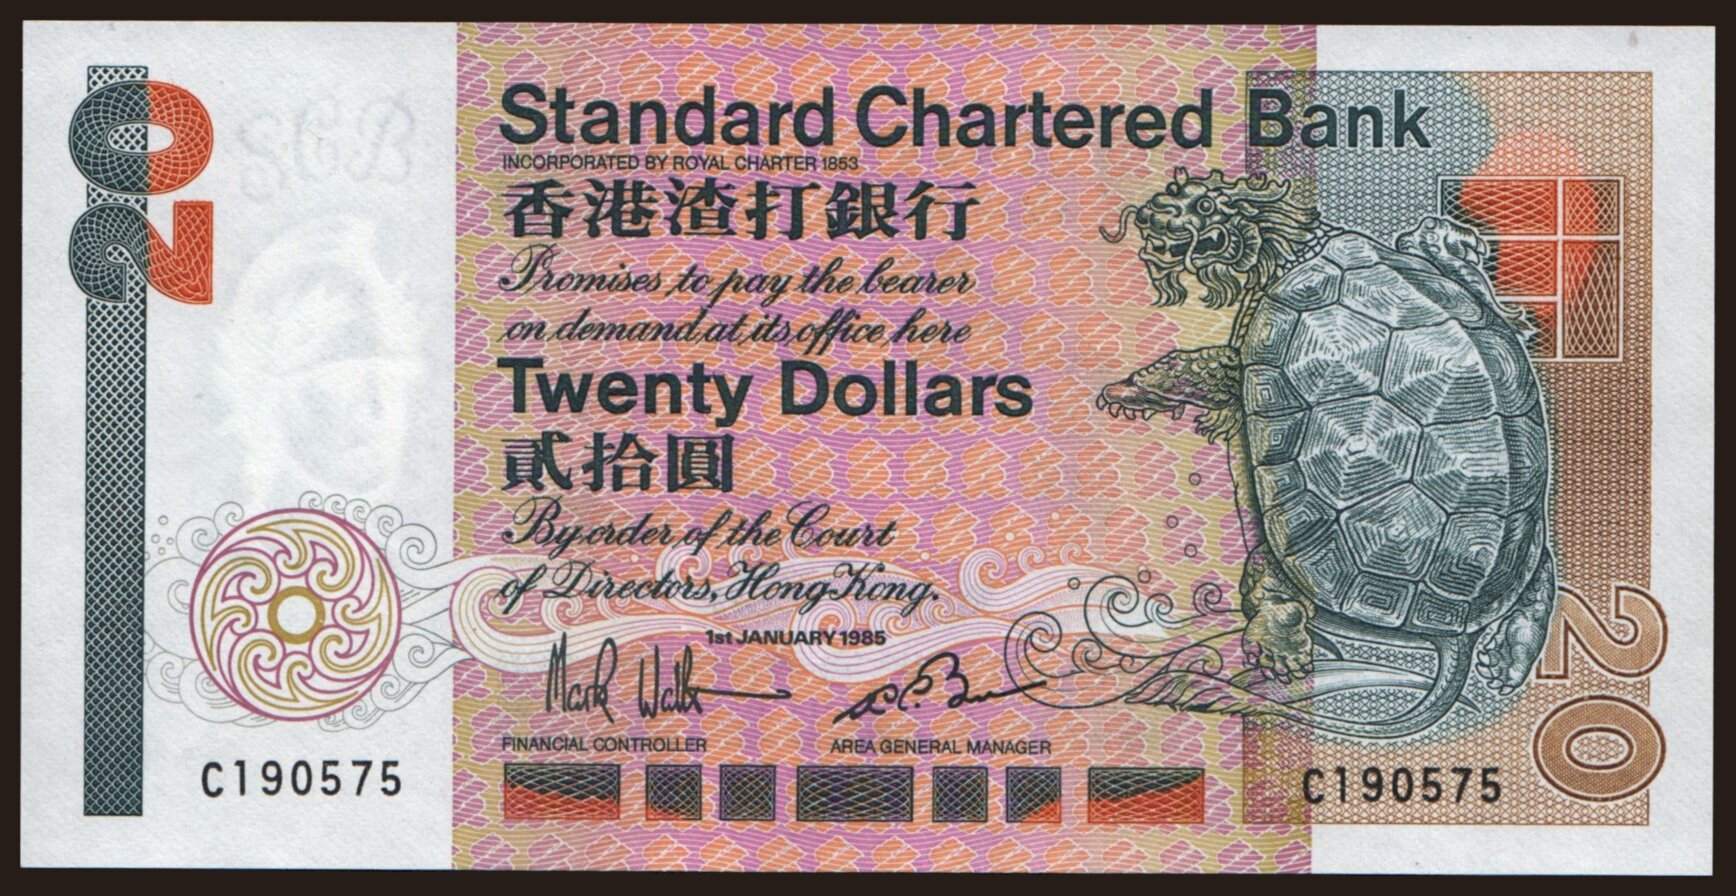 20
SCB
Standard Chartered Bank
INCORPORATED BY ROYAL CHARTER 1853
香港渣打銀行
Promises to pay the bearer
on demand at its office here
Twenty Dollars
貳拾圓
By order of the Court
of Directors, Hong Kong.
1st JANUARY 1985
FINANCIAL CONTROLLER
AREA GENERAL MANAGER
C190575
C190575
20